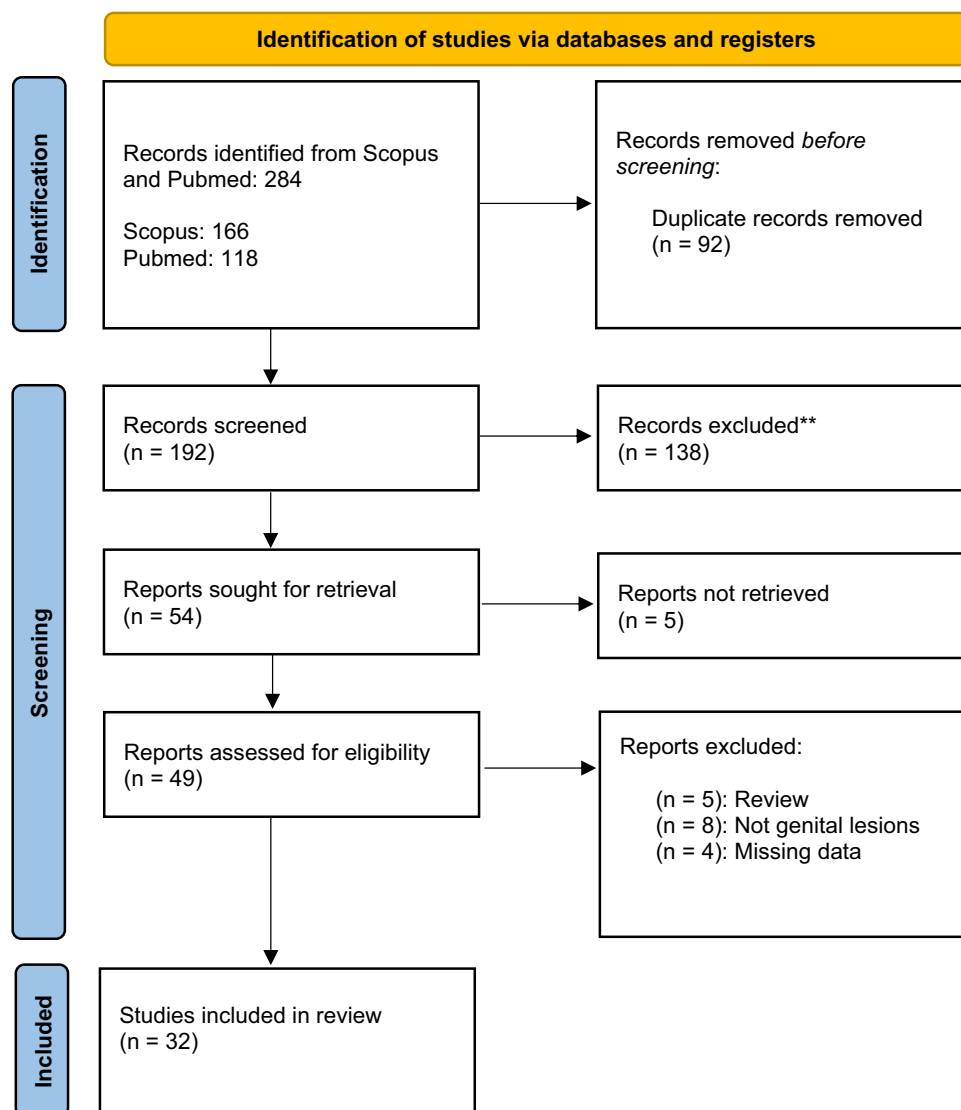 Identification of studies via databases and registers
Identification
Records identified from Scopus
and Pubmed: 284
Scopus: 166
Pubmed: 118
Records removed before
screening:
Duplicate records removed
(n = 92)
Screening
Records screened
(n = 192)
Records excluded**
(n = 138)
Reports sought for retrieval
(n = 54)
Reports not retrieved
(n = 5)
Reports assessed for eligibility
(n = 49)
Reports excluded:
(n = 5): Review
(n = 8): Not genital lesions
(n = 4): Missing data
Included
Studies included in review
(n = 32)